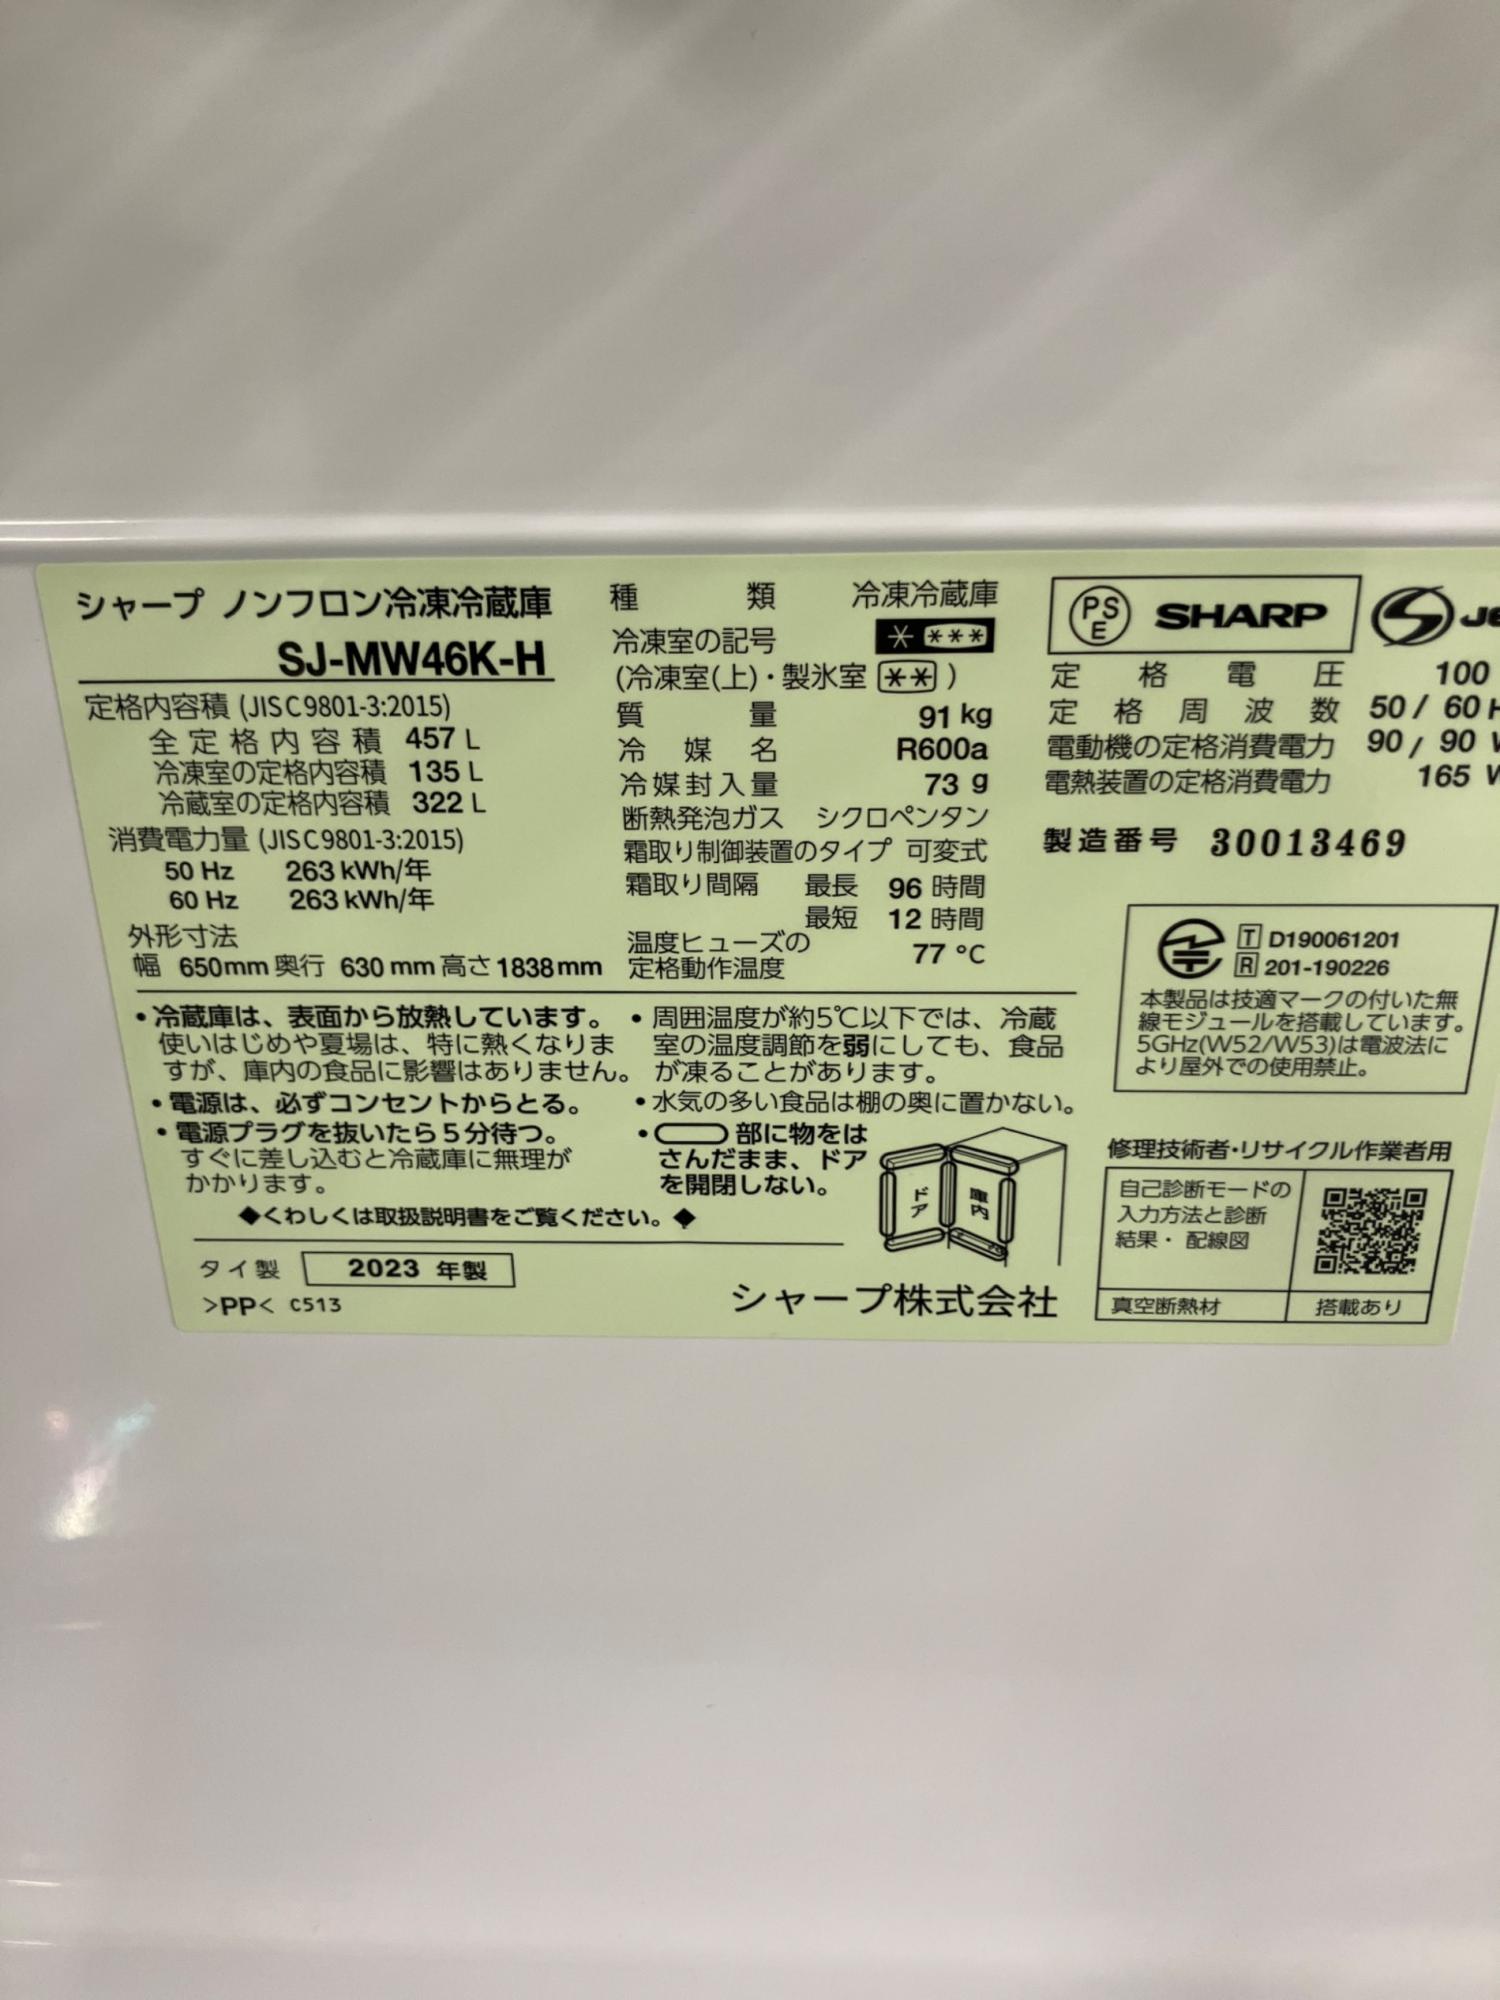 シャープ ノンフロン冷凍冷蔵庫
SJ-MW46K-H
定格内容積 (JIS C 9801-3:2015)
全定格内容積 457 L
冷凍室の定格内容積 135 L
冷蔵室の定格内容積 322 L
消費電力量 (JIS C 9801-3:2015)
50 Hz 263 kWh/年
60 Hz 263 kWh/年
外形寸法
幅 650mm 奥行 630 mm 高さ 1838mm
種類 冷凍冷蔵庫
冷凍室の記号 * ***
(冷凍室(上)・製氷室 ** )
質量 91 kg
冷媒名 R600a
冷媒封入量 73 g
断熱発泡ガス シクロペンタン
霜取り制御装置のタイプ 可変式
霜取り間隔 最長 96 時間
最短 12 時間
温度ヒューズの
定格動作温度 77 °C
PS
E
SHARP
定格電圧 100
定格周波数 50 / 60
電動機の定格消費電力 90 / 90
電熱装置の定格消費電力 165
製造番号 30013469
T D190061201
R 201-190226
本製品は技適マークの付いた無
線モジュールを搭載しています。
5GHz(W52/W53)は電波法に
より屋外での使用禁止。
• 冷蔵庫は、表面から放熱しています。
使いはじめや夏場は、特に熱くなりま
すが、庫内の食品に影響はありません。
• 電源は、必ずコンセントからとる。
• 電源プラグを抜いたら5分待つ。
すぐに差し込むと冷蔵庫に無理が
かかります。
• 周囲温度が約5℃以下では、冷蔵
室の温度調節を弱にしても、食品
が凍ることがあります。
• 水気の多い食品は棚の奥に置かない。
• 部に物をは
さんだまま、ドア
を開閉しない。
ドア
庫内
◆くわしくは取扱説明書をご覧ください。◆
タイ製 2023 年製
>PP< C513
シャープ株式会社
修理技術者・リサイクル作業者用
自己診断モードの
入力方法と診断
結果・ 配線図
真空断熱材 搭載あり